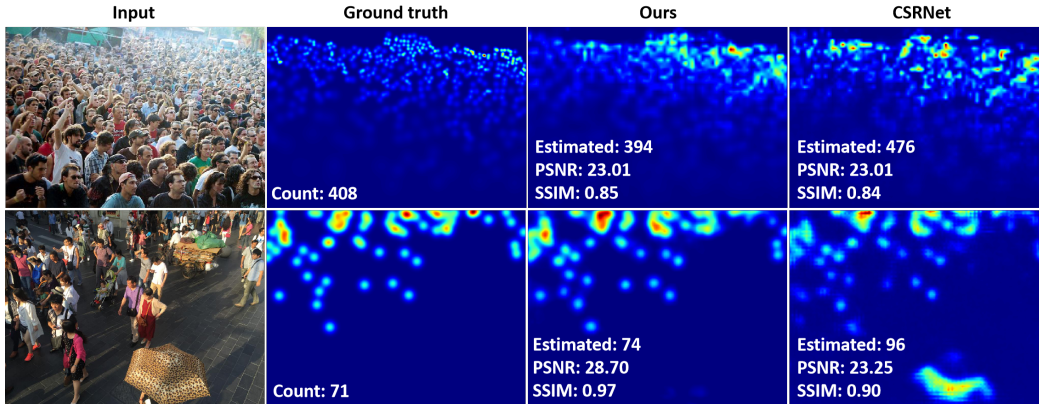 Input Ground truth Ours CSRNet
Count: 408
Estimated: 394
PSNR: 23.01
SSIM: 0.85
Estimated: 476
PSNR: 23.01
SSIM: 0.84
Count: 71
Estimated: 74
PSNR: 28.70
SSIM: 0.97
Estimated: 96
PSNR: 23.25
SSIM: 0.90